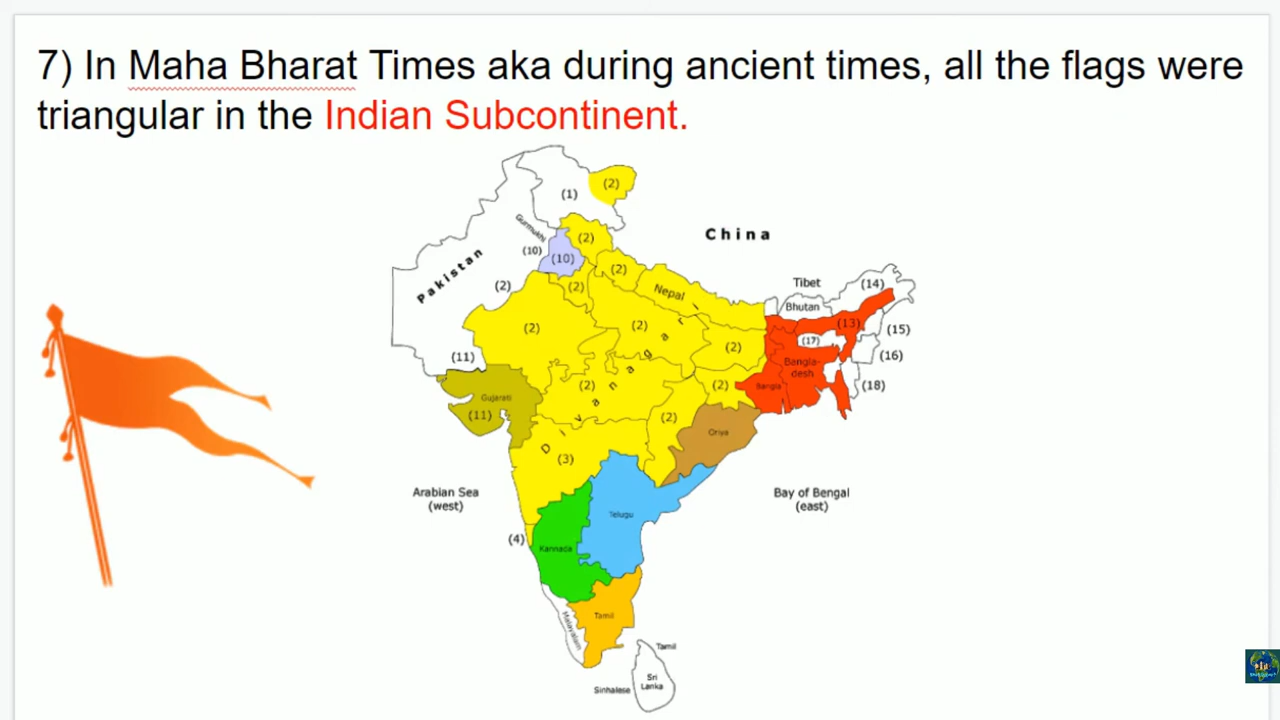 7) In Maha Bharat Times aka during ancient times, all the flags were
triangular in the Indian Subcontinent.
(1)
(2)
China
Gurmukhi
(10)
(10)
(2)
Pakistan
(2)
(2)
(2)
Nepal
Tibet
Bhutan
(14)
(2)
(2)
(13)
(15)
(17)
(16)
(11)
(2)
Bangla-
desh
(2)
(2)
Bangla
(18)
Gujarati
(11)
(2)
Divanagari
Oriya
(3)
Arabian Sea
(west)
Bay of Bengal
(east)
Telugu
(4)
Kannada
Tamil
Malayalam
Tamil
Sri
Lanka
Sinhalese